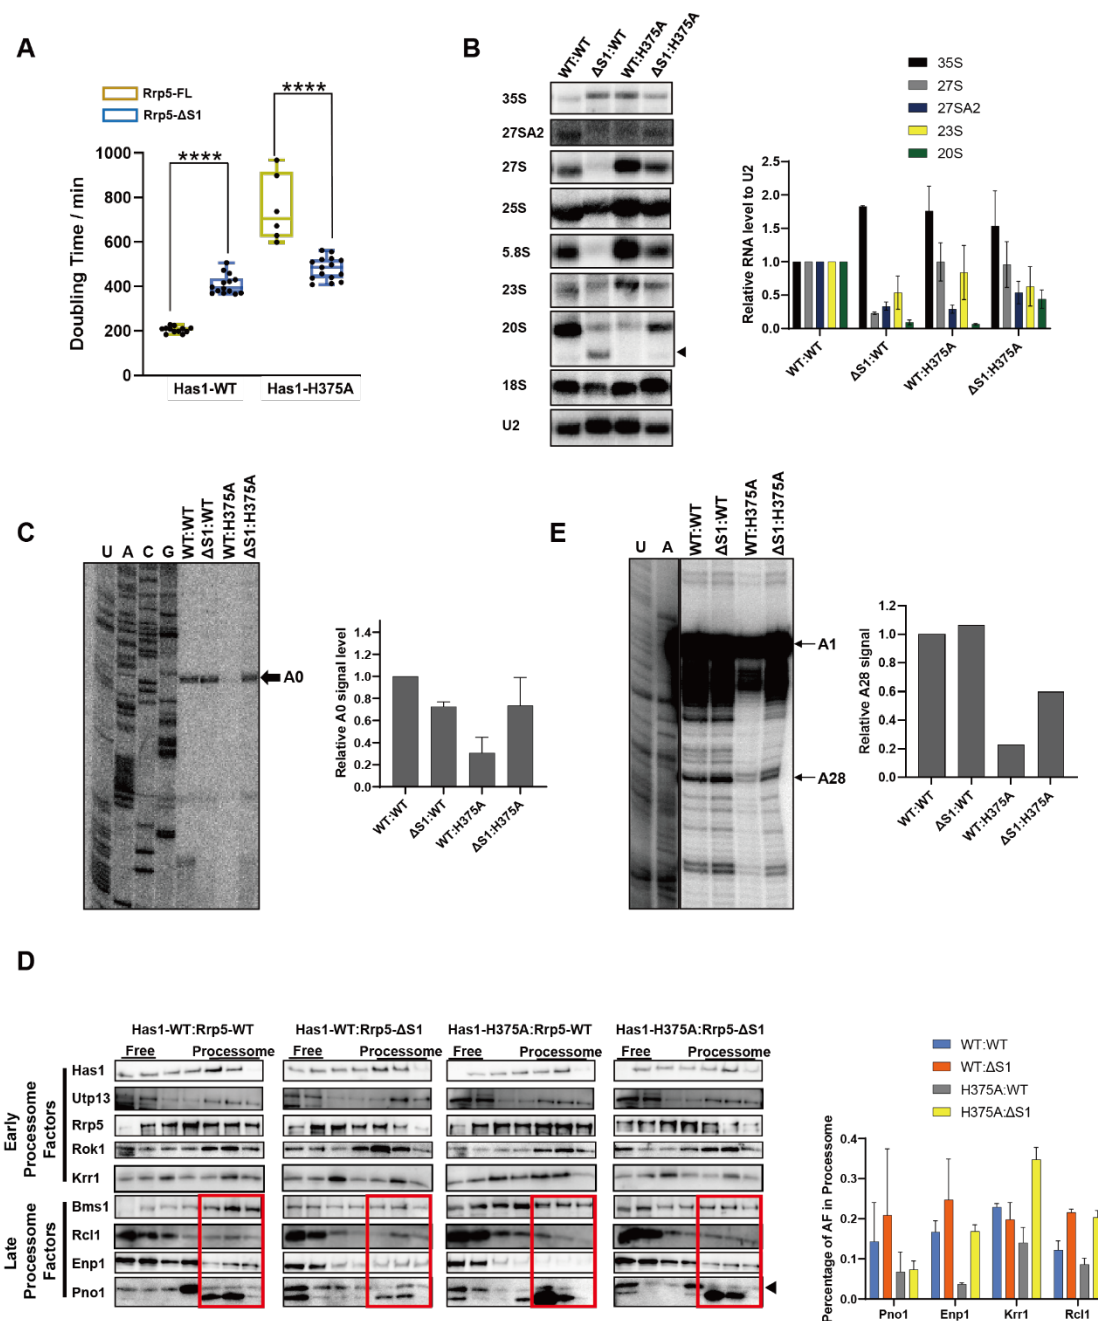 A
Rrp5-FL
Rrp5-ΔS1
****
****
Doubling Time / min
1000
800
600
400
200
0
Has1-WT
Has1-H375A
B
WT:WT
ΔS1:WT
WT:H375A
ΔS1:H375A
35S
27SA2
27S
25S
5.8S
23S
20S
18S
U2
35S
27S
27SA2
23S
20S
Relative RNA level to U2
2.5
2.0
1.5
1.0
0.5
0.0
WT:WT
ΔS1:WT
WT:H375A
ΔS1:H375A
C
U A C G
WT:WT
ΔS1:WT
WT:H375A
ΔS1:H375A
A0
Relative A0 signal level
1.4
1.2
1.0
0.8
0.6
0.4
0.2
0.0
WT:WT
ΔS1:WT
WT:H375A
ΔS1:H375A
E
U A
WT:WT
ΔS1:WT
WT:H375A
ΔS1:H375A
A1
A28
Relative A28 signal
1.2
1.0
0.8
0.6
0.4
0.2
0.0
WT:WT
ΔS1:WT
WT:H375A
ΔS1:H375A
D
Has1-WT:Rrp5-WT
Has1-WT:Rrp5-ΔS1
Has1-H375A:Rrp5-WT
Has1-H375A:Rrp5-ΔS1
Free Processome
Free Processome
Free Processome
Free Processome
Early
Processome
Factors
Has1
Utp13
Rrp5
Rok1
Krr1
Late
Processome
Factors
Bms1
Rcl1
Enp1
Pno1
WT:WT
WT:ΔS1
H375A:WT
H375A:ΔS1
Percentage of AF in Processome
0.4
0.3
0.2
0.1
0.0
Pno1
Enp1
Krr1
Rcl1